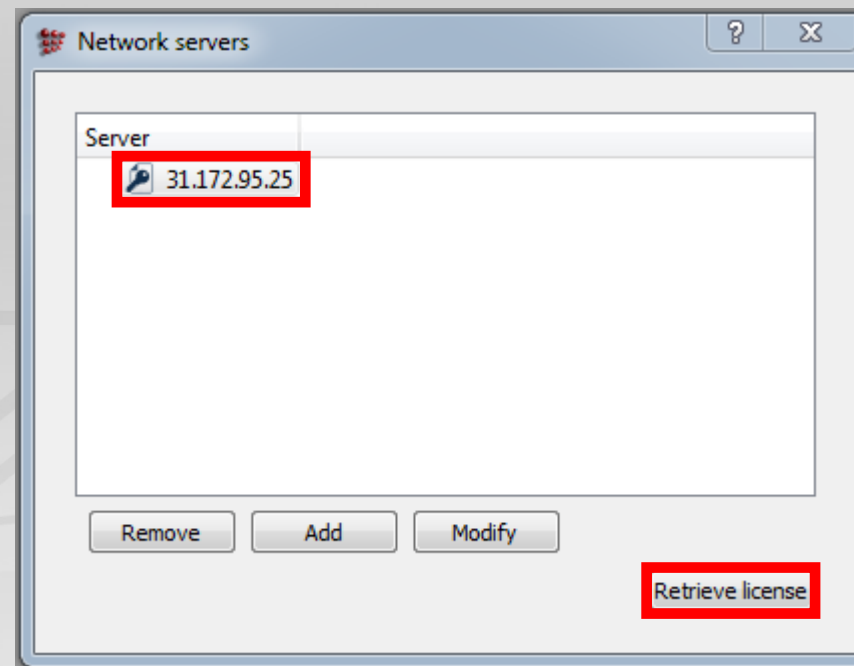 Network servers
Server
31.172.95.25
Remove Add Modify
Retrieve license